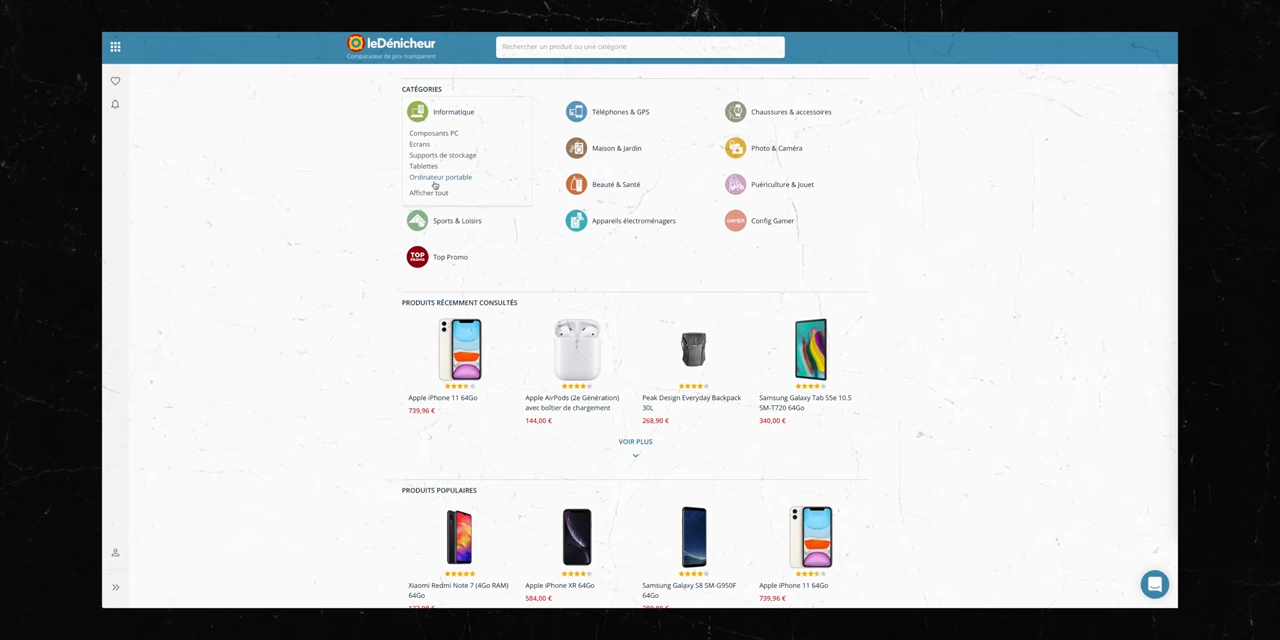 leDénicheur
Comparateur de prix transparent
Rechercher un produit ou une catégorie
CATÉGORIES
Informatique
Composants PC
Ecrans
Supports de stockage
Tablettes
Ordinateur portable
Afficher tout
Téléphones & GPS
Chaussures & accessoires
Maison & Jardin
Photo & Caméra
Beauté & Santé
Puériculture & Jouet
Sports & Loisirs
Appareils électroménagers
GAMER
Config Gamer
TOP
PROMO
Top Promo
PRODUITS RÉCEMMENT CONSULTÉS
Apple iPhone 11 64Go
739,96 €
Apple AirPods (2e Génération)
avec boîtier de chargement
144,00 €
Peak Design Everyday Backpack
30L
268,90 €
Samsung Galaxy Tab S5e 10.5
SM-T720 64Go
340,00 €
VOIR PLUS
PRODUITS POPULAIRES
Xiaomi Redmi Note 7 (4Go RAM)
64Go
Apple iPhone XR 64Go
584,00 €
Samsung Galaxy S8 SM-G950F
64Go
Apple iPhone 11 64Go
739,96 €